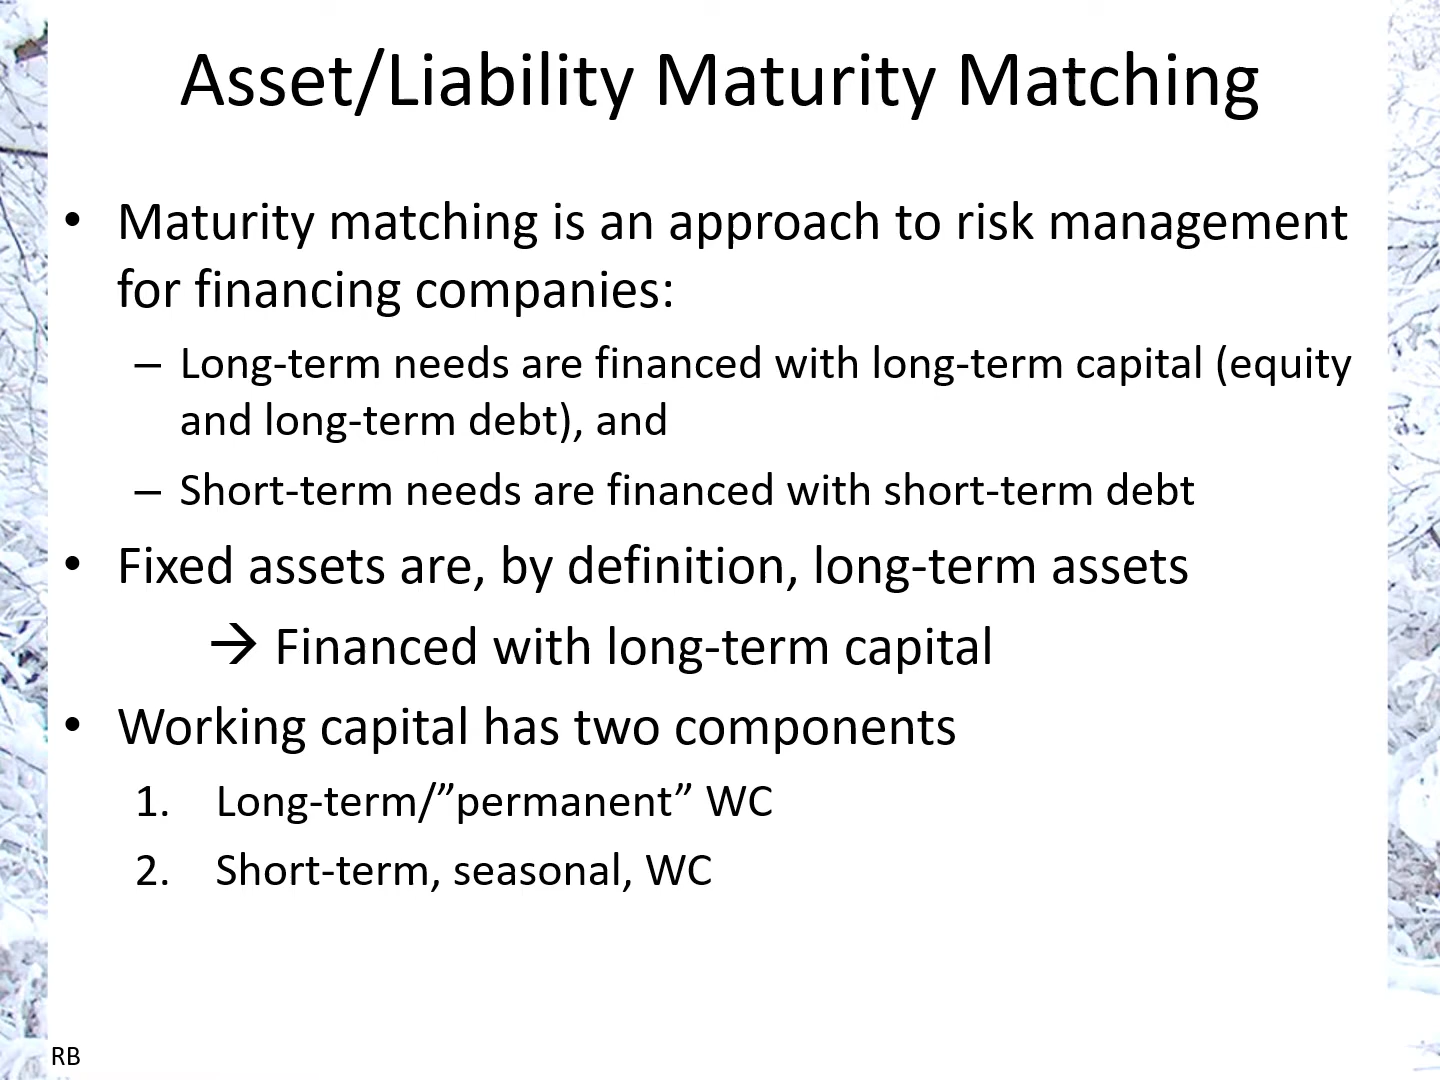 Asset/Liability Maturity Matching
• Maturity matching is an approach to risk management
for financing companies:
– Long-term needs are financed with long-term capital (equity
and long-term debt), and
– Short-term needs are financed with short-term debt
• Fixed assets are, by definition, long-term assets
→ Financed with long-term capital
• Working capital has two components
1. Long-term/”permanent” WC
2. Short-term, seasonal, WC
RB